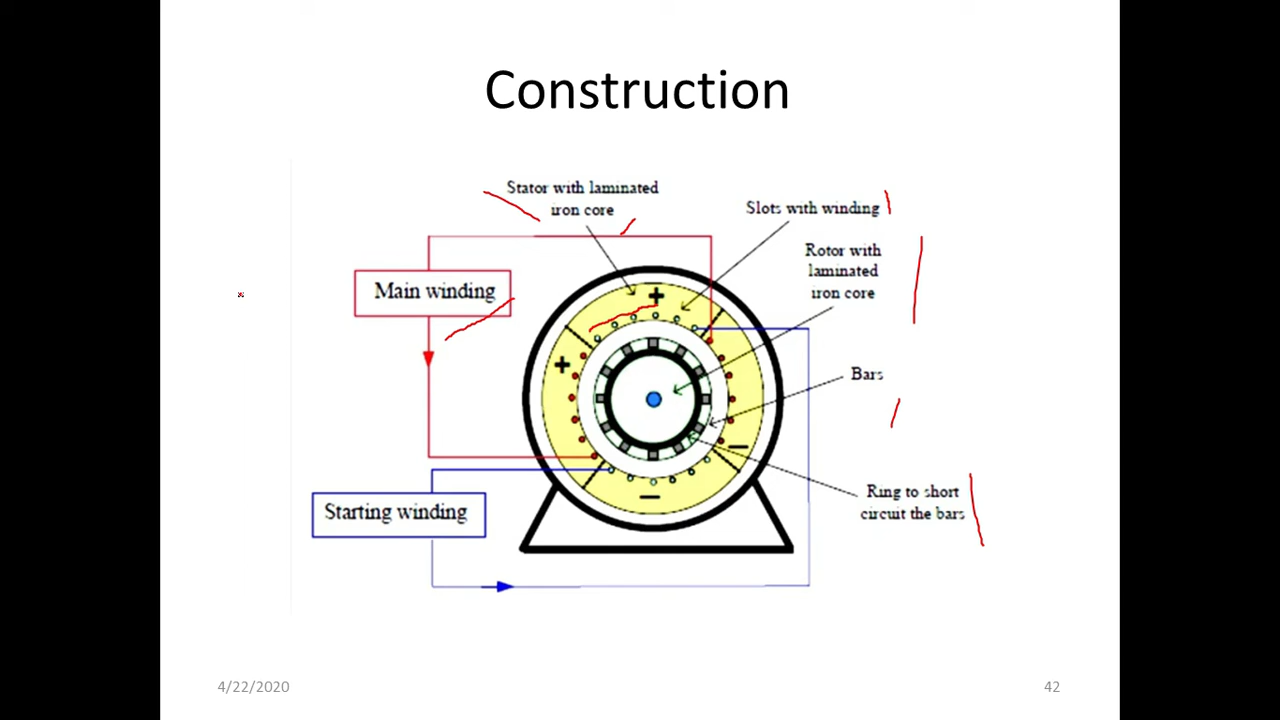 Construction
Stator with laminated
iron core
Slots with winding
Rotor with
laminated
iron core
Main winding
+
+
Bars
−
Ring to short
circuit the bars
−
Starting winding
4/22/2020
42